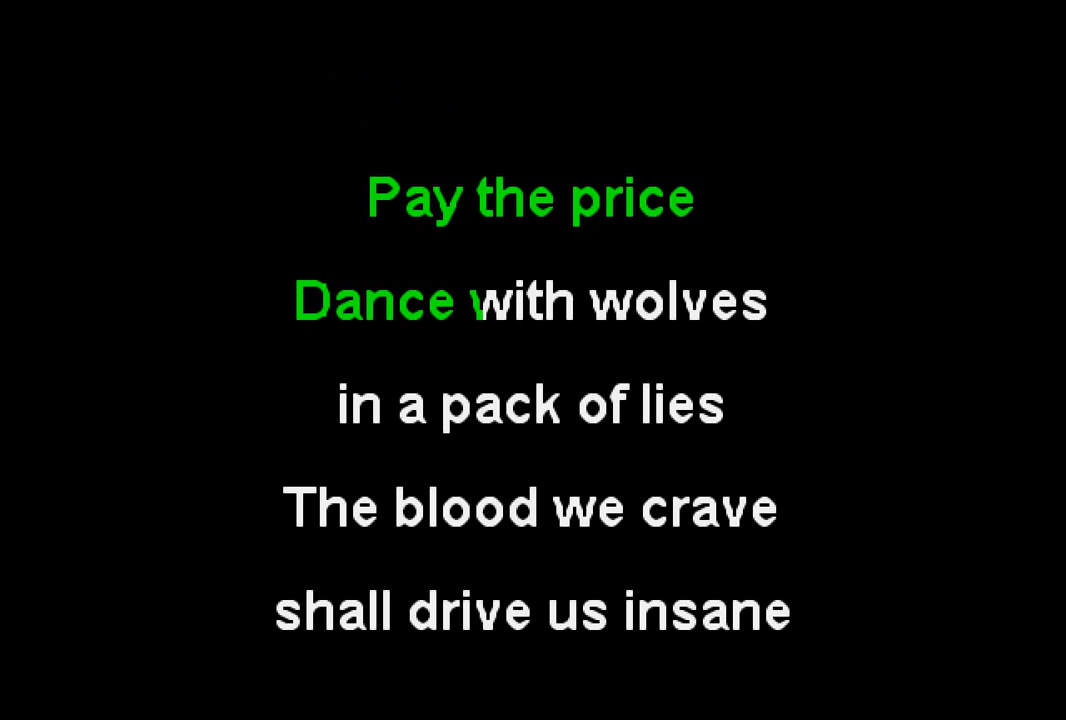 Pay the price
Dance with wolves
in a pack of lies
The blood we crave
shall drive us insane